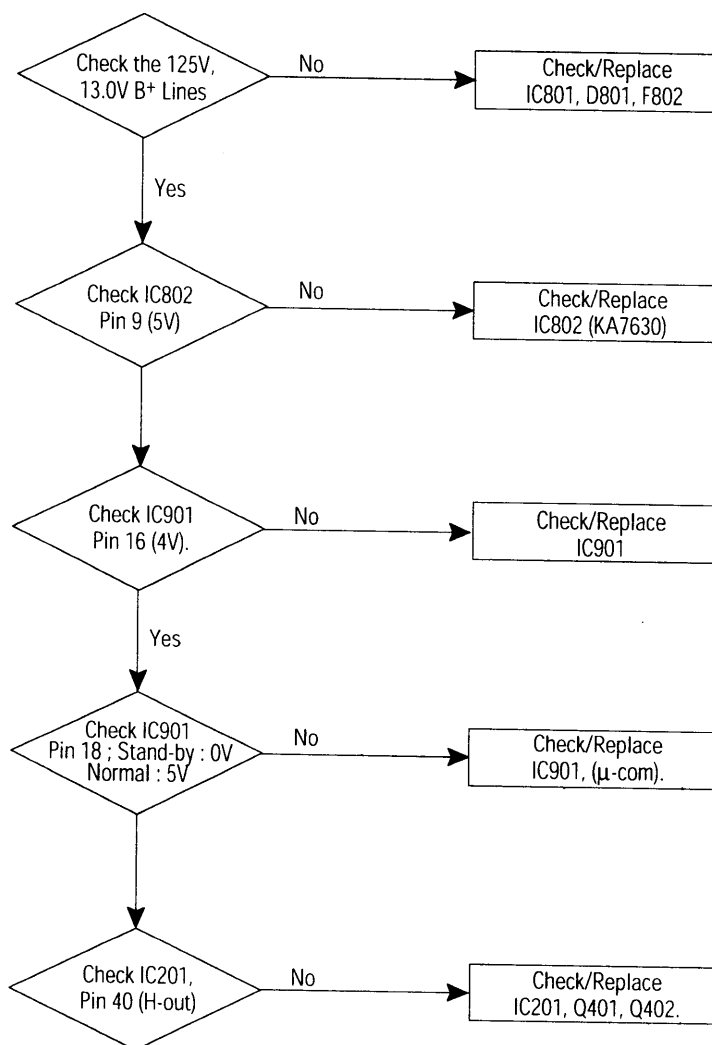 Check the 125V,
13.0V B+ Lines
No
Check/Replace
IC801, D801, F802
Yes
Check IC802
Pin 9 (5V)
No
Check/Replace
IC802 (KA7630)
Check IC901
Pin 16 (4V).
No
Check/Replace
IC901
Yes
Check IC901
Pin 18 ; Stand-by : 0V
Normal : 5V
No
Check/Replace
IC901, (μ-com).
Check IC201,
Pin 40 (H-out)
No
Check/Replace
IC201, Q401, Q402.